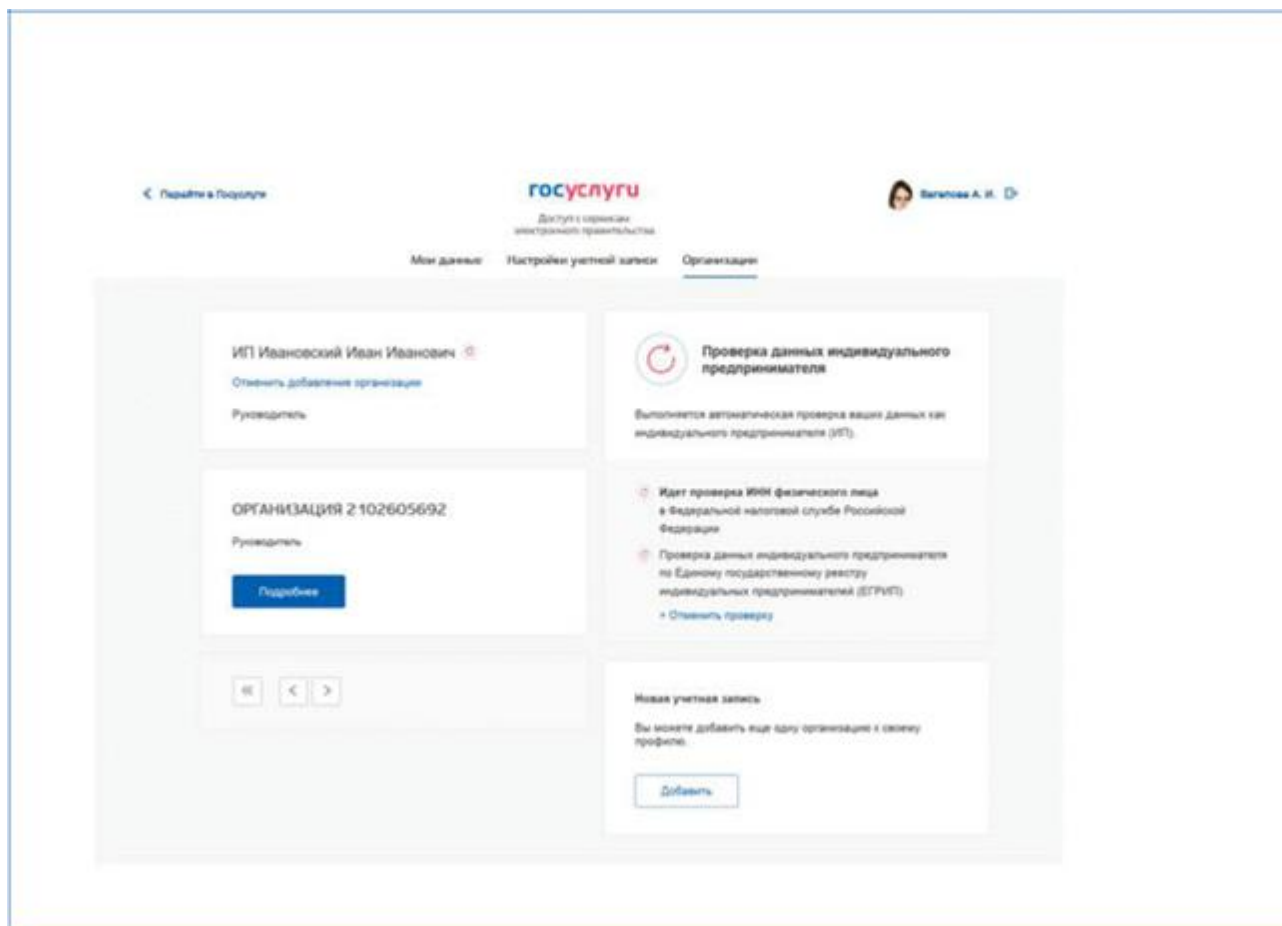 Перейти в Госуслуги
госуслуги
Доступ к сервисам
электронного правительства
Вагапова А. И.
Мои данные Настройки учетной записи Организации
ИП Ивановский Иван Иванович
Отменить добавление организации
Руководитель
ОРГАНИЗАЦИЯ 2102605692
Руководитель
Подробнее
Проверка данных индивидуального
предпринимателя
Выполняется автоматическая проверка ваших данных как
индивидуального предпринимателя (ИП).
Идет проверка ИНН физического лица
в Федеральной налоговой службе Российской
Федерации
Проверка данных индивидуального предпринимателя
по Единому государственному реестру
индивидуальных предпринимателей (ЕГРИП)
+ Отменить проверку
Новая учетная запись
Вы можете добавить еще одну организацию к своему
профилю.
Добавить